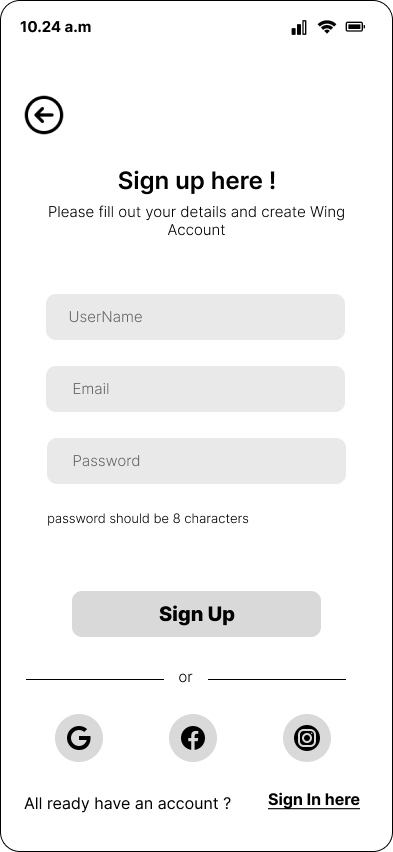 10.24 a.m
Sign up here !
Please fill out your details and create Wing
Account
UserName
Email
Password
password should be 8 characters
Sign Up
or
All ready have an account ?
Sign In here